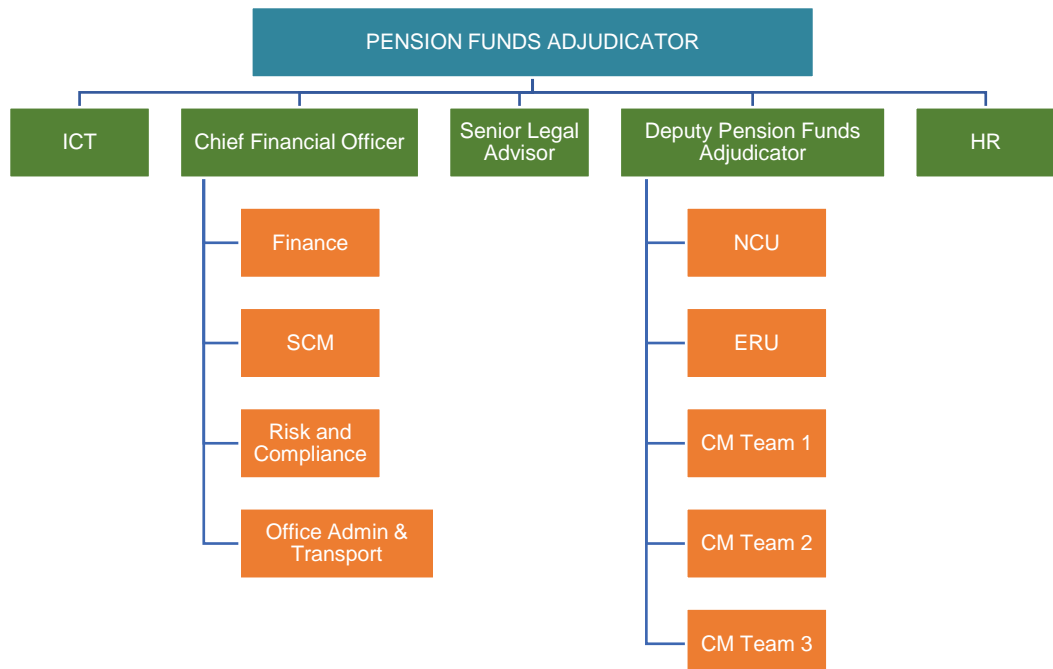 PENSION FUNDS ADJUDICATOR
ICT
Chief Financial Officer
Senior Legal
Advisor
Deputy Pension Funds
Adjudicator
HR
Finance
SCM
Risk and
Compliance
Office Admin &
Transport
NCU
ERU
CM Team 1
CM Team 2
CM Team 3